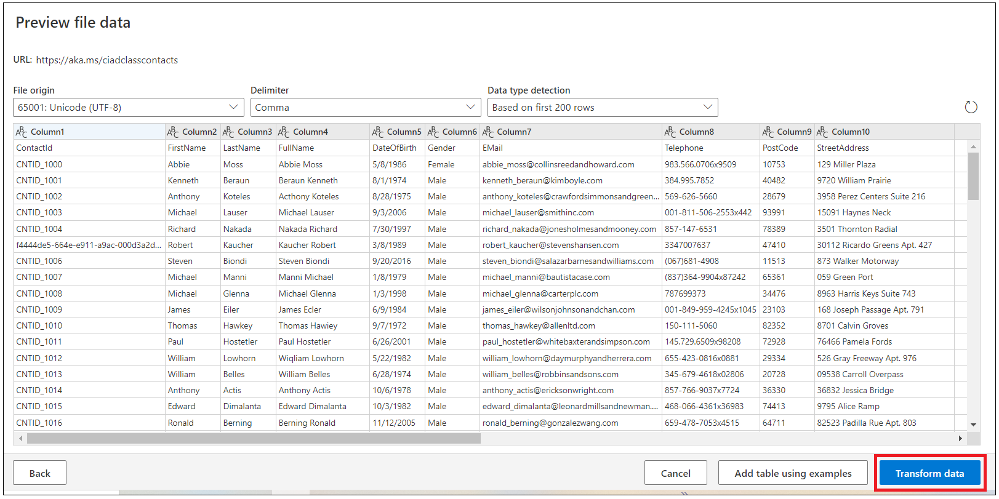 Preview file data
URL: https://aka.ms/ciadclasscontacts
File origin Delimiter Data type detection
65001: Unicode (UTF-8) Comma Based on first 200 rows
ABC Column1 ABC Column2 ABC Column3 ABC Column4 ABC Column5 ABC Column6 ABC Column7 ABC Column8 ABC Column9 ABC Column10
ContactId FirstName LastName FullName DateOfBirth Gender EMail Telephone PostCode StreetAddress
CNTID_1000 Abbie Moss Abbie Moss 5/8/1986 Female abbie_moss@collinsreedandhoward.com 983.566.0706x9509 10753 129 Miller Plaza
CNTID_1001 Kenneth Beraun Beraun Kenneth 8/1/1974 Male kenneth_beraun@kimboyle.com 384.995.7852 40482 9720 William Prairie
CNTID_1002 Anthony Koteles Acthony Koteles 8/28/1975 Male anthony_koteles@crawfordsimmonsandgreen... 569-626-5660 28679 3958 Perez Centers Suite 216
CNTID_1003 Michael Lauser Michael Lauser 9/3/2006 Male michael_lauser@smithinc.com 001-811-506-2553x442 93991 15091 Haynes Neck
CNTID_1004 Richard Nakada Nakada Richard 7/30/1997 Male richard_nakada@jonesholmesandmooney.com 857-147-6531 78389 3501 Thornton Radial
f4444de5-664e-e911-a9ac-000d3a2d... Robert Kaucher Kaucher Robert 3/8/1989 Male robert_kaucher@stevenshansen.com 3347007637 47410 30112 Ricardo Greens Apt. 427
CNTID_1006 Steven Biondi Steven Biondi 9/20/2016 Male steven_biondi@salazarbarnesandwilliams.com (067)681-4908 11513 873 Walker Motorway
CNTID_1007 Michael Manni Manni Michael 1/8/1979 Male michael_manni@bautistacase.com (837)364-9904x87242 65361 059 Green Port
CNTID_1008 Michael Glenna Michael Glenna 1/3/1998 Male michael_glenna@carterplc.com 787699373 34476 8963 Harris Keys Suite 743
CNTID_1009 James Eiler James Ecler 6/9/1984 Male james_eiler@wilsonjohnsonandchan.com 001-849-959-4245x1045 23103 168 Joseph Passage Apt. 791
CNTID_1010 Thomas Hawkey Thomas Hawiey 9/7/1972 Male thomas_hawkey@allenltd.com 150-111-5060 82352 8701 Calvin Groves
CNTID_1011 Paul Hostetler Paul Hostetler 6/26/2001 Male paul_hostetler@whitebaxterandsimpson.com 145.729.6509x98208 72928 76466 Pamela Fords
CNTID_1012 William Lowhorn Wiqliam Lowhorn 5/22/1982 Male william_lowhorn@daymurphyandherrera.com 655-423-0816x0881 29334 526 Gray Freeway Apt. 976
CNTID_1013 William Belles William Belles 6/28/1974 Male william_belles@robbinsandsons.com 345-679-4618x02806 20728 09538 Carroll Overpass
CNTID_1014 Anthony Actis Anthony Actis 10/6/1978 Male anthony_actis@ericksonwright.com 857-766-9037x7724 36330 36832 Jessica Bridge
CNTID_1015 Edward Dimalanta Edward Dimalanta 10/3/1982 Male edward_dimalanta@leonardmillsandnewman.... 468-066-4361x36983 74413 9795 Alice Ramp
CNTID_1016 Ronald Berning Berning Ronald 11/12/2005 Male ronald_berning@gonzalezwang.com 659-478-7053x4515 64711 82523 Padilla Rue Apt. 803
Back Cancel Add table using examples Transform data